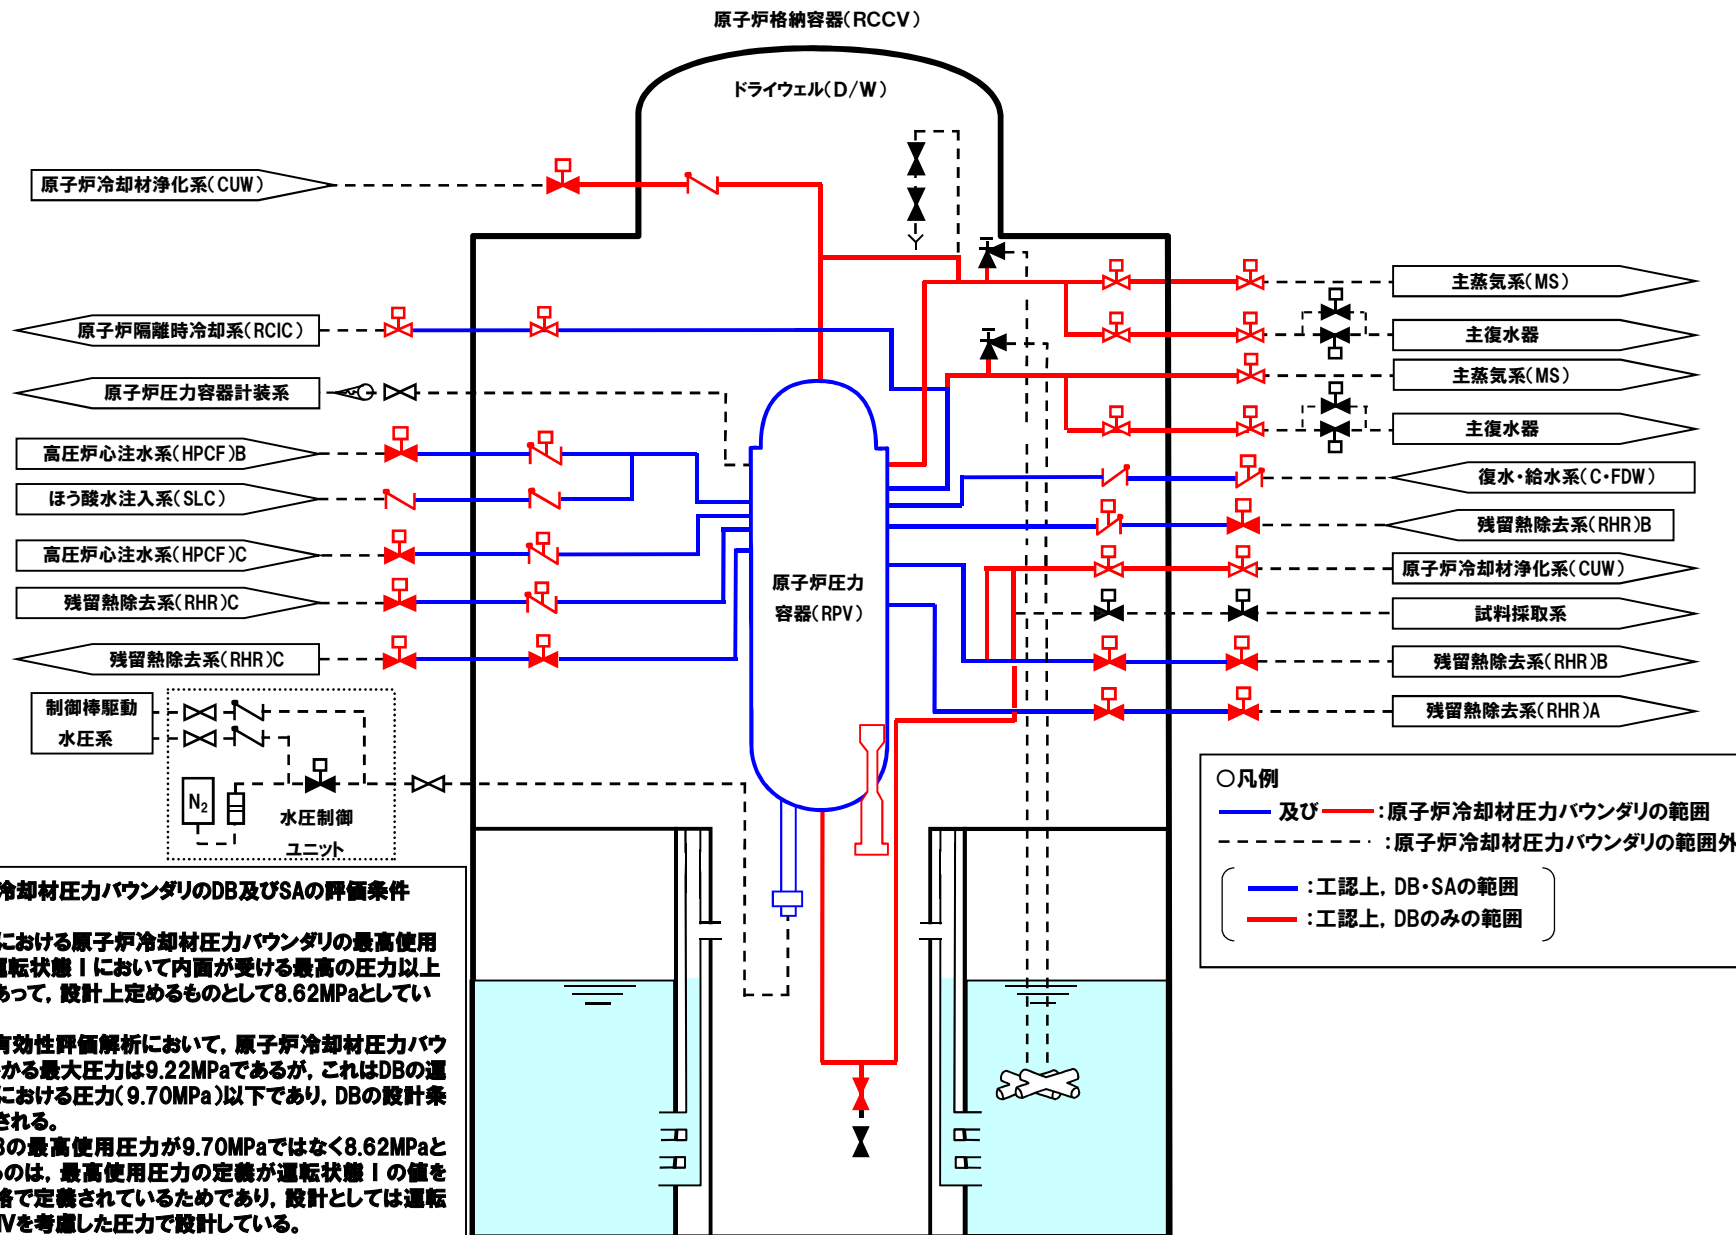 原子炉格納容器(RCCV)
ドライウェル(D/W)
原子炉冷却材浄化系(CUW)
原子炉隔離時冷却系(RCIC)
原子炉圧力容器計装系
高圧炉心注水系(HPCF)B
ほう酸水注入系(SLC)
高圧炉心注水系(HPCF)C
残留熱除去系(RHR)C
残留熱除去系(RHR)C
制御棒駆動
水圧系
N2
水圧制御
ユニット
原子炉圧力
容器(RPV)
主蒸気系(MS)
主復水器
主蒸気系(MS)
主復水器
復水・給水系(C・FDW)
残留熱除去系(RHR)B
原子炉冷却材浄化系(CUW)
試料採取系
残留熱除去系(RHR)B
残留熱除去系(RHR)A
○凡例
及び :原子炉冷却材圧力バウンダリの範囲
:原子炉冷却材圧力バウンダリの範囲外
:工認上, DB・SAの範囲
:工認上, DBのみの範囲
冷却材圧力バウンダリのDB及びSAの評価条件
における原子炉冷却材圧力バウンダリの最高使用
運転状態Ⅰにおいて内面が受ける最高の圧力以上
あって, 設計上定めるものとして8.62MPaとしてい
有効性評価解析において, 原子炉冷却材圧力バウ
かる最大圧力は9.22MPaであるが, これはDBの運
における圧力(9.70MPa)以下であり, DBの設計条
される。
Bの最高使用圧力が9.70MPaではなく8.62MPaと
るのは, 最高使用圧力の定義が運転状態Ⅰの値を
格で定義されているためであり, 設計としては運転
Ⅳを考慮した圧力で設計している。